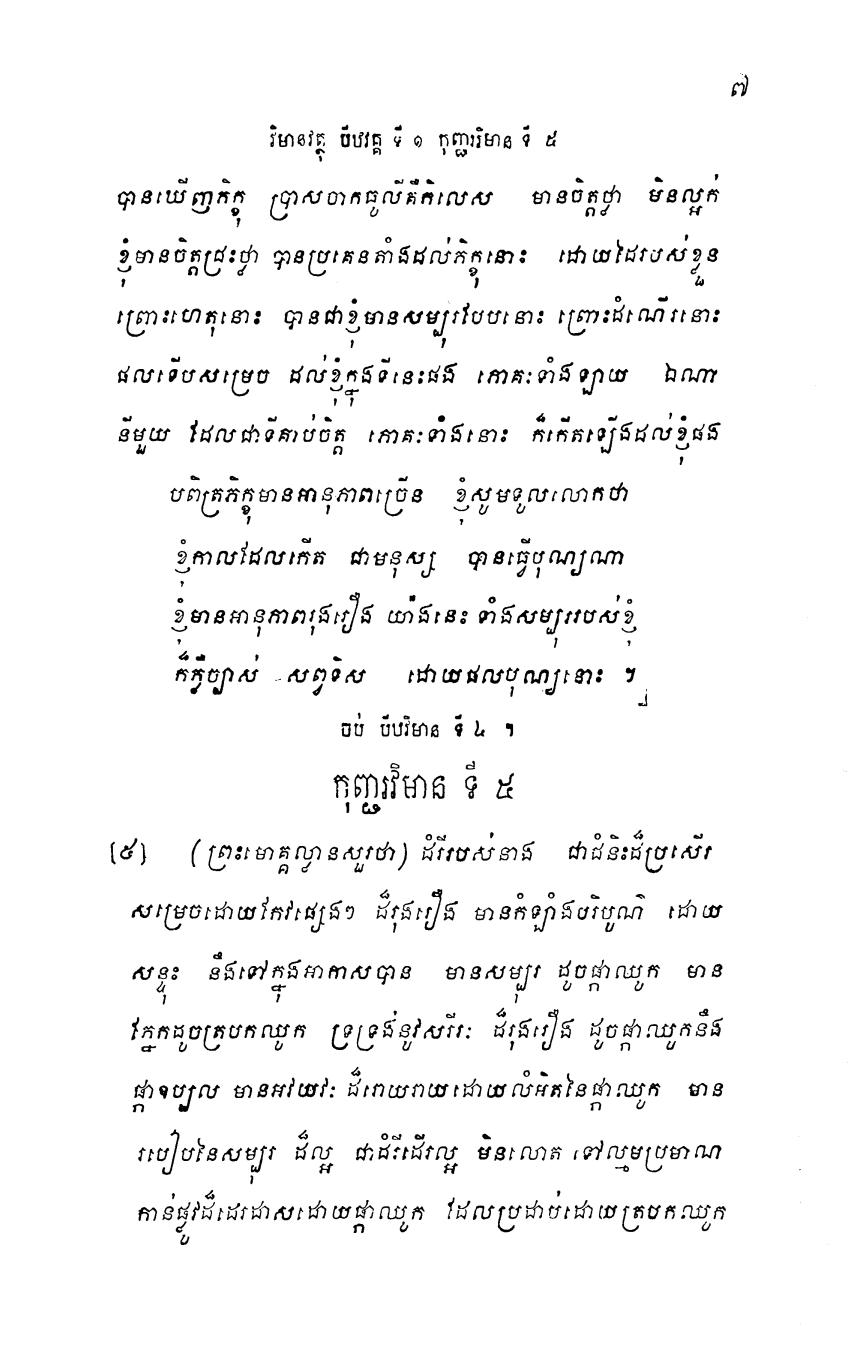 ៧
វិមានវត្ថុ បីឋវគ្គ ទី ១ កុញ្ជរវិមាន ទី ៥
បានឃើញភិក្ខុ ប្រាសចាកធូលីគឺកិលេស មានចិត្តថ្លា មិនល្អក់
ខ្ញុំមានចិត្តជ្រះថ្លា បានប្រគេនតាំងដល់ភិក្ខុនោះ ដោយដៃរបស់ខ្លួន
ព្រោះហេតុនោះ បានជាខ្ញុំមានសម្បុរបែបនោះ ព្រោះដំណើរនោះ
ផលទើបសម្រេច ដល់ខ្ញុំក្នុងទីនេះផង ភោគៈទាំងឡាយ ឯណា
នីមួយ ដែលជាទីគាប់ចិត្ត ភោគៈទាំងនោះ ក៏កើតឡើងដល់ខ្ញុំផង
បពិត្រភិក្ខុមានអានុភាពច្រើន ខ្ញុំសូមទូលលោកថា
ខ្ញុំកាលដែលកើត ជាមនុស្ស បានធ្វើបុណ្យណា
ខ្ញុំមានអានុភាពរុងរឿង យ៉ាងនេះ ទាំងសម្បុររបស់ខ្ញុំ
ក៏ភ្លឺច្បាស់ សព្វទិស ដោយផលបុណ្យនោះ ។
ចប់ បីឋវិមាន ទី ៤ ។
កុញ្ជរវិមាន ទី ៥
[៥] (ព្រះមោគ្គល្លានសួរថា) ដំរីរបស់នាង ជាជំនិះដ៏ប្រសើរ
សម្រេចដោយកែវផ្សេងៗ ដ៏រុងរឿង មានកំឡាំងបរិបូណ៌ ដោយ
សន្ទុះ នឹងទៅក្នុងអាកាសបាន មានសម្បុរ ដូចផ្កាឈូក មាន
ភ្នែកដូចត្របកឈូក ទ្រទ្រង់នូវសរីរៈ ដ៏រុងរឿង ដូចផ្កាឈូកនឹង
ផ្កាឧប្បល មានអវយវៈ ដ៏រោយរាយដោយលំអិតនៃផ្កាឈូក មាន
របៀបនៃសម្បុរ ដ៏ល្អ ជាដំរីដើរល្អ មិនលោត ទៅល្មមប្រមាណ
កាន់ផ្លូវដ៏ដេរដាសដោយផ្កាឈូក ដែលប្រដាប់ដោយត្របកឈូក